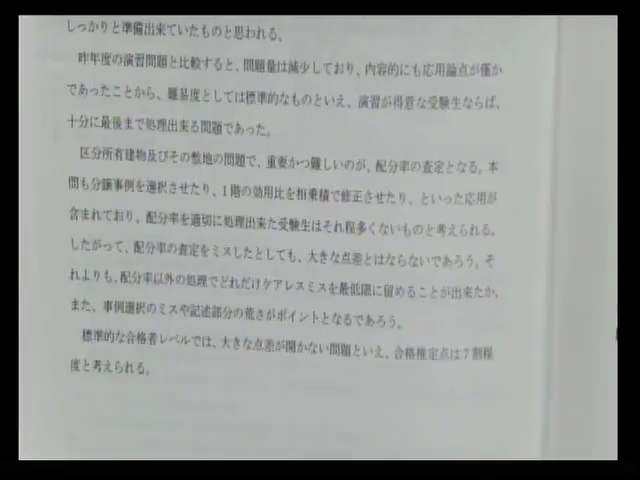 しっかりと準備出来ていたものと思われる。
昨年度の演習問題と比較すると、問題量は減少しており、内容的にも応用論点が僅か
であったことから、難易度としては標準的なものといえ、演習が得意な受験生ならば、
十分に最後まで処理出来る問題であった。
区分所有建物及びその敷地の問題で、重要かつ難しいのが、配分率の査定となる。本
問も分譲事例を選択させたり、1階の効用比を相乗積で修正させたり、といった応用が
含まれており、配分率を適切に処理出来た受験生はそれ程多くないものと考えられる。
したがって、配分率の査定をミスしたとしても、大きな点差とはならないであろう。そ
れよりも、配分率以外の処理でどれだけケアレスミスを最低限に留めることが出来たか、
また、事例選択のミスや記述部分の荒さがポイントとなるであろう。
標準的な合格者レベルでは、大きな点差が開かない問題といえ、合格推定点は7割程
度と考えられる。